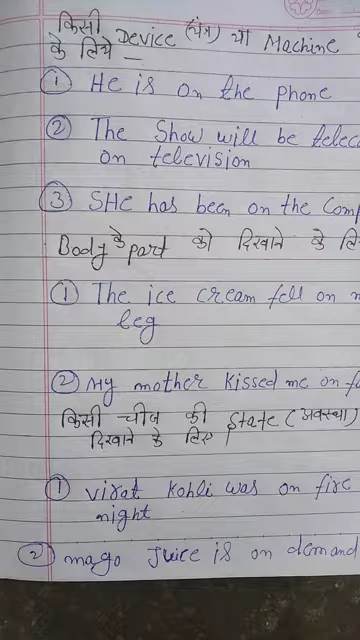 किसी Device (यंत्र) या Machine
के लिये –
① He is on the phone
② The Show will be telec
on television
③ SHe has been on the Comp
Body के part को दिखाने के लि
① The ice cream fell on m
leg
② My mother kissed me on f
किसी चीज की State (अवस्था)
दिखाने के लिए
① virat Kohli was on fire
night
② mago Juice is on demand